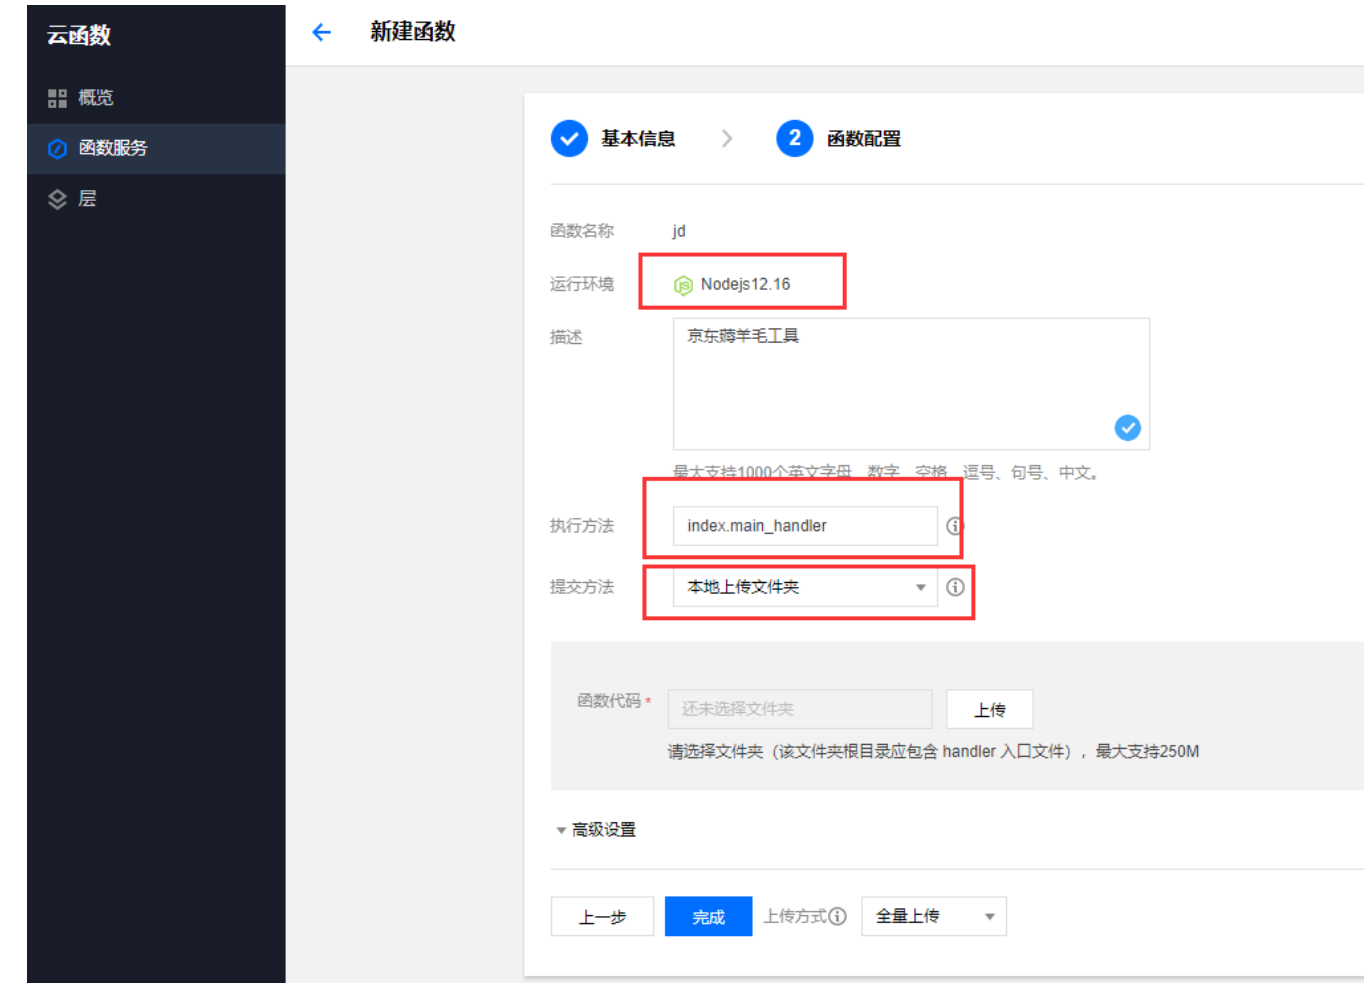 云函数
新建函数
概览
函数服务
层
基本信息
2 函数配置
函数名称 jd
运行环境 JS Nodejs12.16
描述 京东薅羊毛工具
最大支持1000个英文字母、数字、空格、逗号、句号、中文。
执行方法 index.main_handler
提交方法 本地上传文件夹
函数代码 * 还未选择文件夹 上传
请选择文件夹（该文件夹根目录应包含 handler 入口文件），最大支持250M
高级设置
上一步 完成 上传方式 全量上传